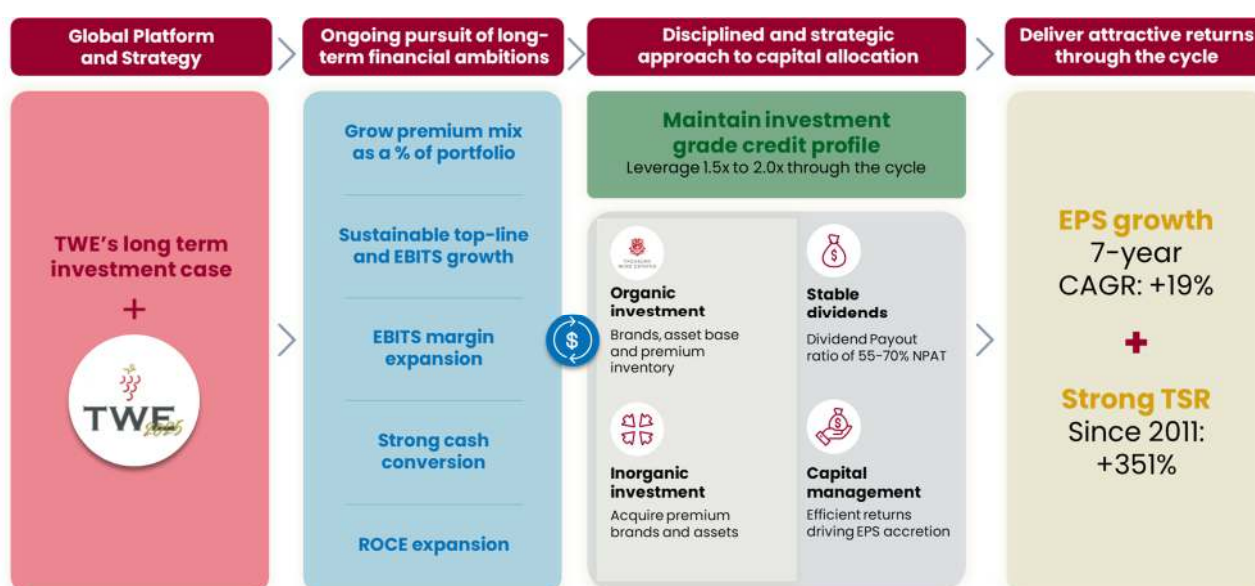 Global Platform
and Strategy
Ongoing pursuit of long-
term financial ambitions
Disciplined and strategic
approach to capital allocation
Deliver attractive returns
through the cycle
TWE's long term
investment case
+
TWE
2025
Grow premium mix
as a % of portfolio
Sustainable top-line
and EBITS growth
EBITS margin
expansion
Strong cash
conversion
ROCE expansion
$
Maintain investment
grade credit profile
Leverage 1.5x to 2.0x through the cycle
TREASURY
WINE ESTATES
Organic
investment
Brands, asset base
and premium
inventory
$
Stable
dividends
Dividend Payout
ratio of 55-70% NPAT
Inorganic
investment
Acquire premium
brands and assets
$
Capital
management
Efficient returns
driving EPS accretion
EPS growth
7-year
CAGR: +19%
+
Strong TSR
Since 2011:
+351%